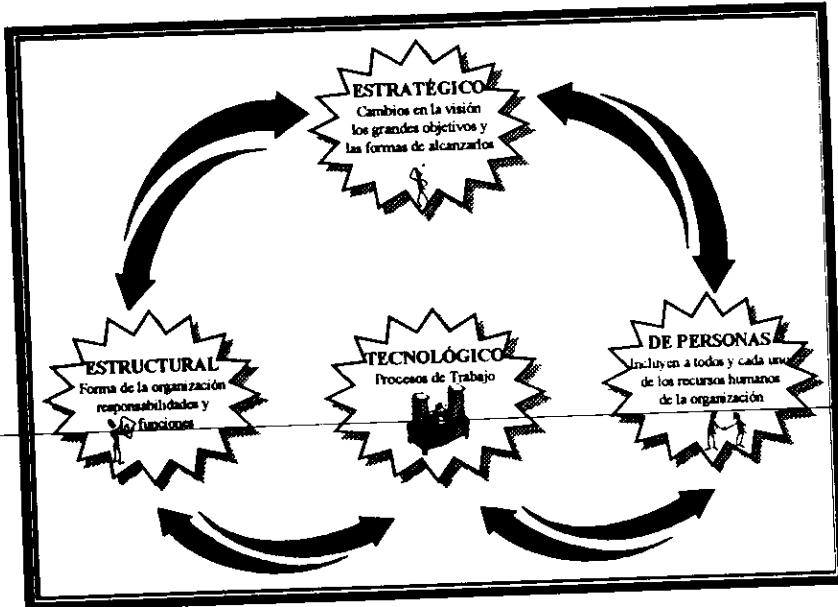 ESTRATÉGICO
Cambios en la visión
los grandes objetivos y
las formas de alcanzarlos
ESTRUCTURAL
Forma de la organización
responsabilidades y
funciones
TECNOLÓGICO
Procesos de Trabajo
DE PERSONAS
Incluyen a todos y cada uno
de los recursos humanos
de la organización